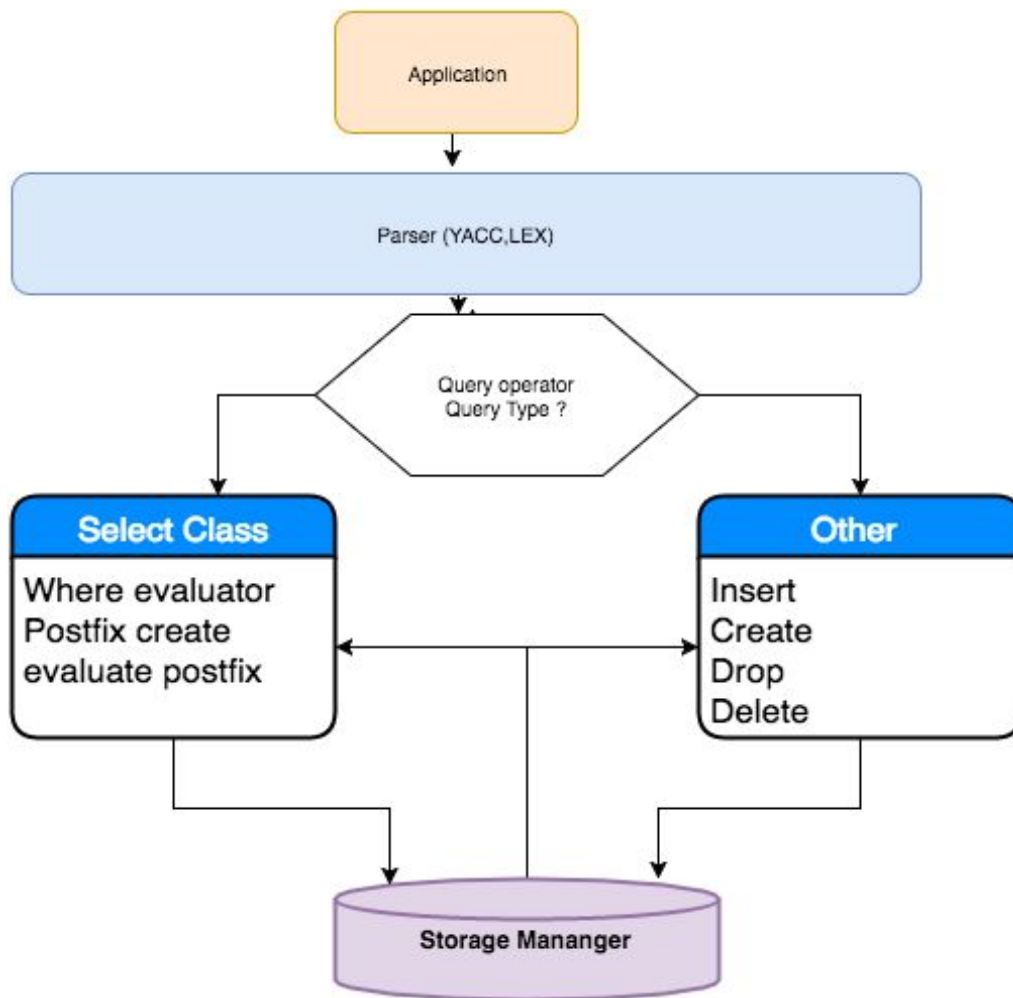 Application
Parser (YACC,LEX)
Query operator
Query Type ?
Select Class
Where evaluator
Postfix create
evaluate postfix
Other
Insert
Create
Drop
Delete
Storage Mananger